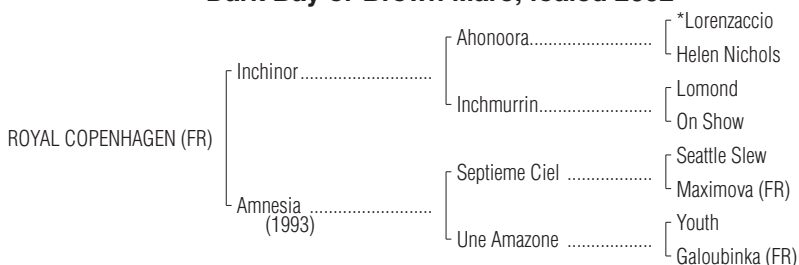 Dark Bay or Brown Mare; foaled 2002
*Lorenzaccio
Ahonoora
Helen Nichols
Inchinor
Lomond
Inchmurrin
On Show
ROYAL COPENHAGEN (FR)
Seattle Slew
Septieme Ciel
Maximova (FR)
Amnesia
(1993)
Youth
Une Amazone
Galoubinka (FR)